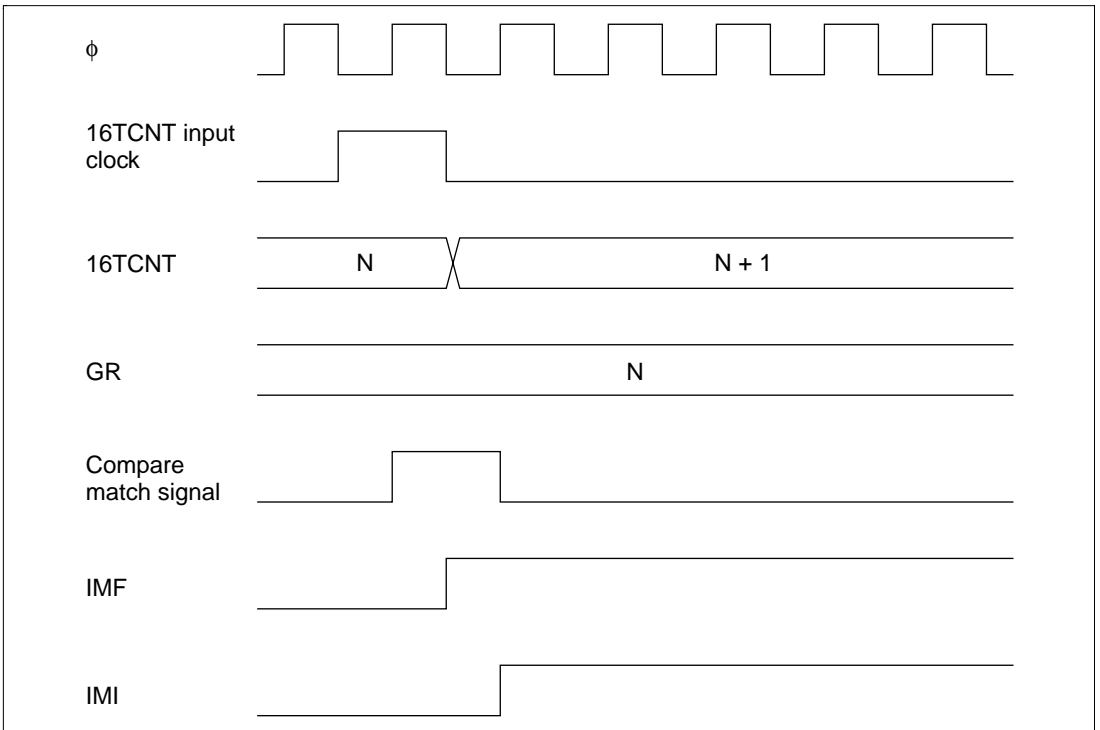 ϕ
16TCNT input
clock
16TCNT
N
N + 1
GR
N
Compare
match signal
IMF
IMI